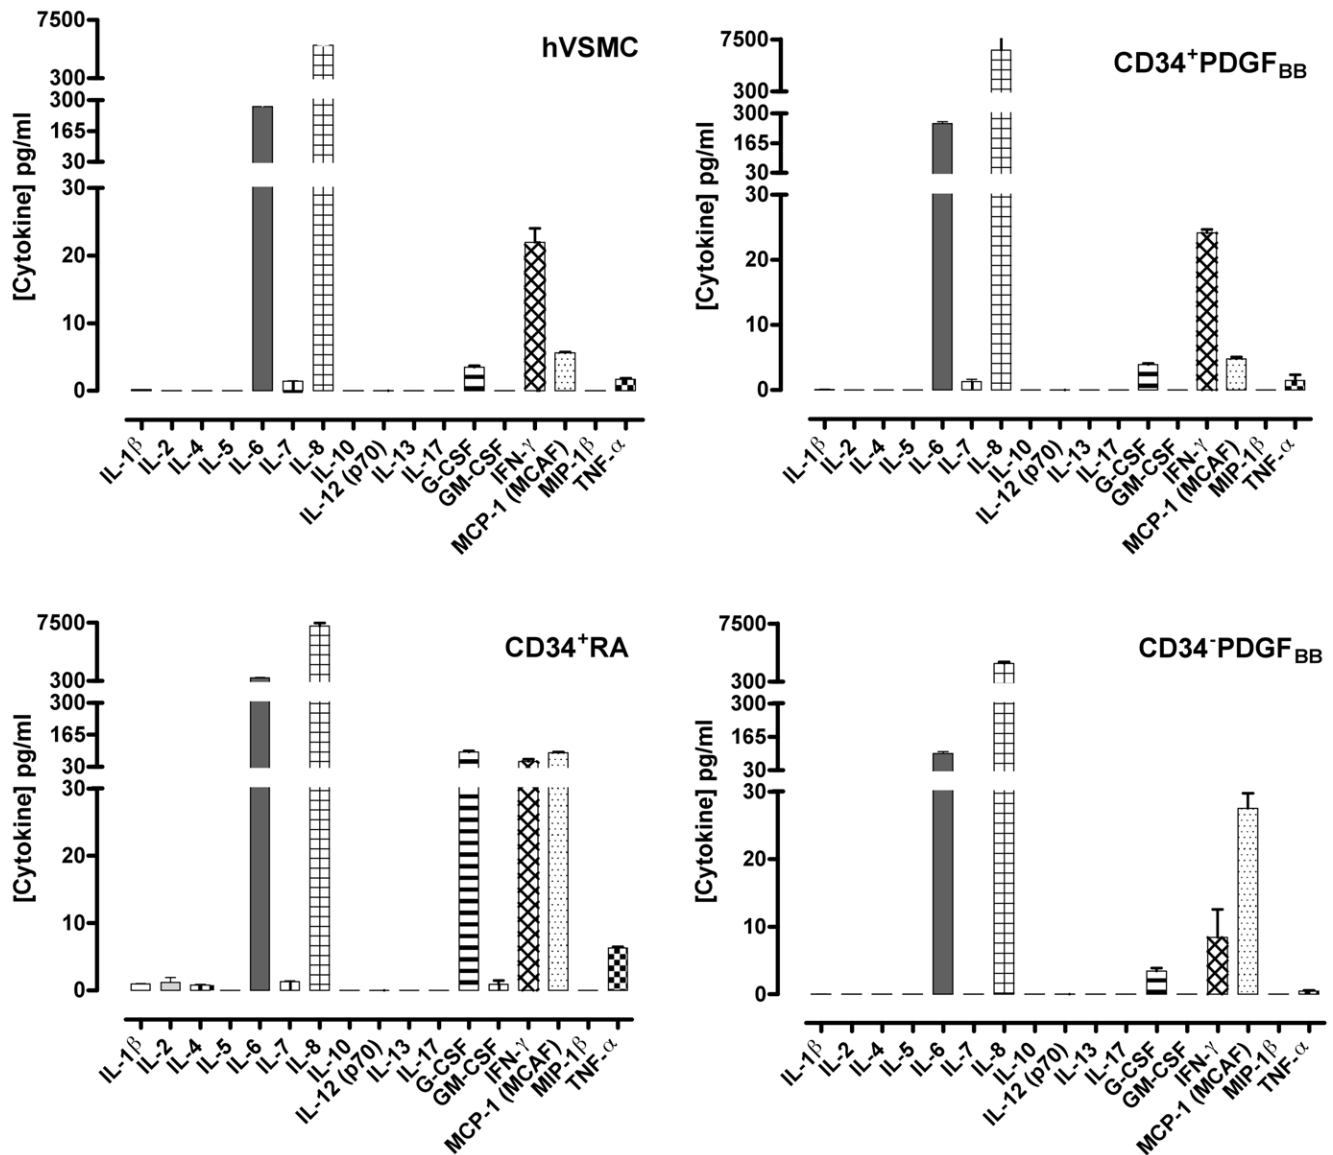 hVSMC
[Cytokine] pg/ml
7500
300
300
165
30
30
20
10
0
IL-1β
IL-2
IL-4
IL-5
IL-6
IL-7
IL-8
IL-10
IL-12 (p70)
IL-13
IL-17
G-CSF
GM-CSF
IFN-γ
MCP-1 (MCAF)
MIP-1β
TNF-α
CD34⁺PDGF_BB
[Cytokine] pg/ml
7500
300
300
165
30
30
20
10
0
IL-1β
IL-2
IL-4
IL-5
IL-6
IL-7
IL-8
IL-10
IL-12 (p70)
IL-13
IL-17
G-CSF
GM-CSF
IFN-γ
MCP-1 (MCAF)
MIP-1β
TNF-α
CD34⁺RA
[Cytokine] pg/ml
7500
300
300
165
30
30
20
10
0
IL-1β
IL-2
IL-4
IL-5
IL-6
IL-7
IL-8
IL-10
IL-12 (p70)
IL-13
IL-17
G-CSF
GM-CSF
IFN-γ
MCP-1 (MCAF)
MIP-1β
TNF-α
CD34⁻PDGF_BB
[Cytokine] pg/ml
7500
300
300
165
30
30
20
10
0
IL-1β
IL-2
IL-4
IL-5
IL-6
IL-7
IL-8
IL-10
IL-12 (p70)
IL-13
IL-17
G-CSF
GM-CSF
IFN-γ
MCP-1 (MCAF)
MIP-1β
TNF-α